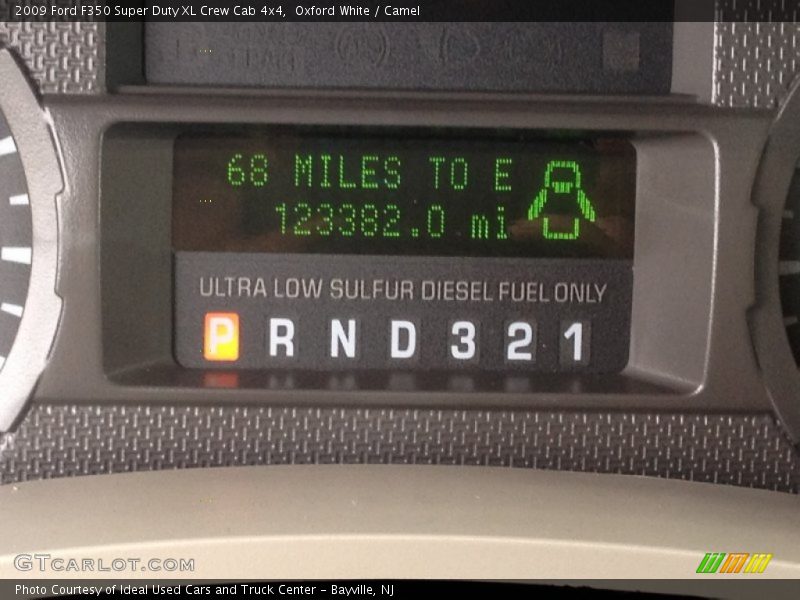 2009 Ford F350 Super Duty XL Crew Cab 4x4,  Oxford White / Camel
68 MILES TO E
123382.0 mi
ULTRA LOW SULFUR DIESEL FUEL ONLY
P R N D 3 2 1
GTCARLOT.COM
Photo Courtesy of Ideal Used Cars and Truck Center – Bayville, NJ